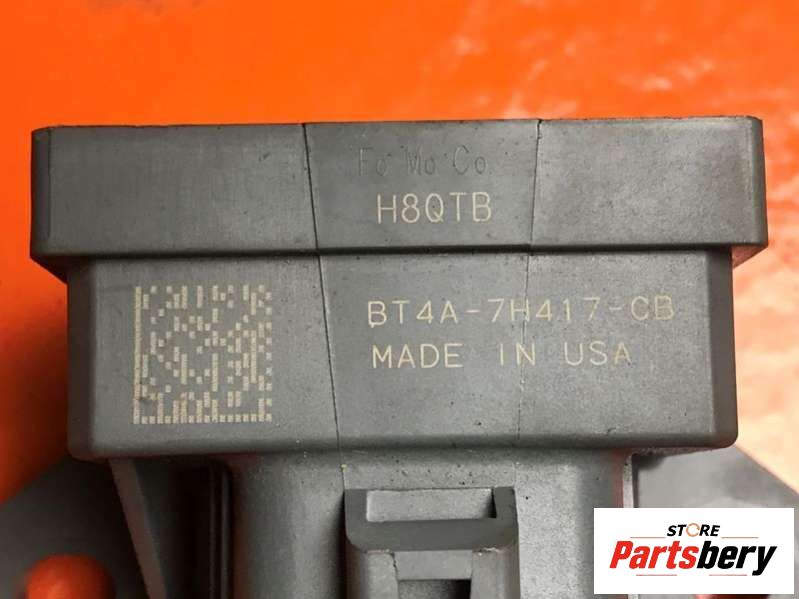 Fo Mo Co.
H8QTB
BT4A-7H417-CB
MADE IN USA
STORE
Partsbery